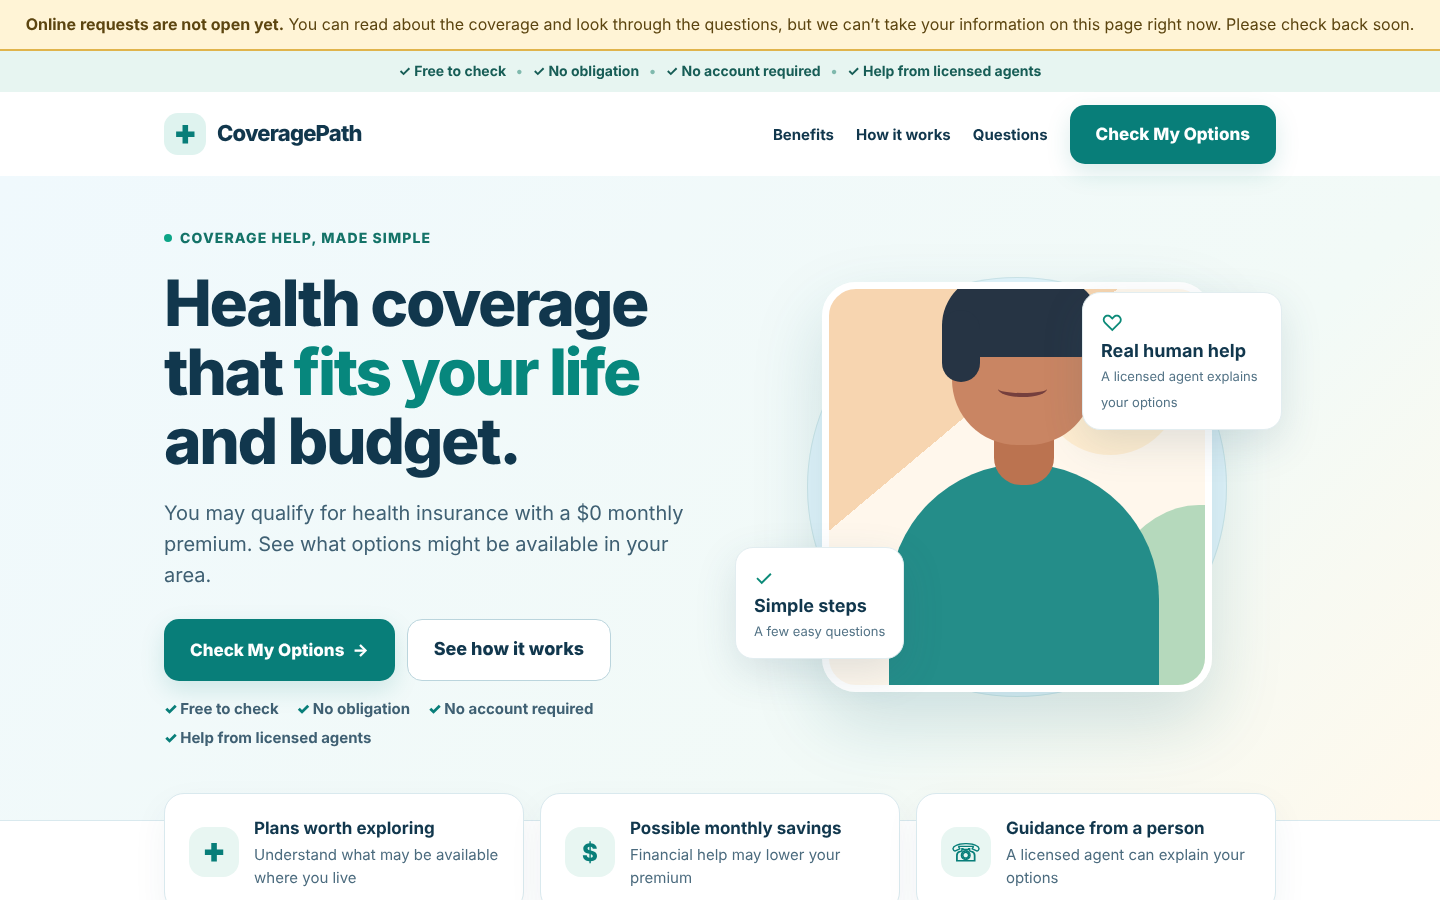 Online requests are not open yet. You can read about the coverage and look through the questions, but we can’t take your information on this page right now. Please check back soon.
✓ Free to check • ✓ No obligation • ✓ No account required • ✓ Help from licensed agents
CoveragePath
Benefits How it works Questions Check My Options
COVERAGE HELP, MADE SIMPLE
Health coverage
that fits your life
and budget.
You may qualify for health insurance with a $0 monthly
premium. See what options might be available in your
area.
Check My Options →
See how it works
✓ Free to check ✓ No obligation ✓ No account required
✓ Help from licensed agents
Real human help
A licensed agent explains
your options
Simple steps
A few easy questions
Plans worth exploring
Understand what may be available
where you live
$
Possible monthly savings
Financial help may lower your
premium
Guidance from a person
A licensed agent can explain your
options